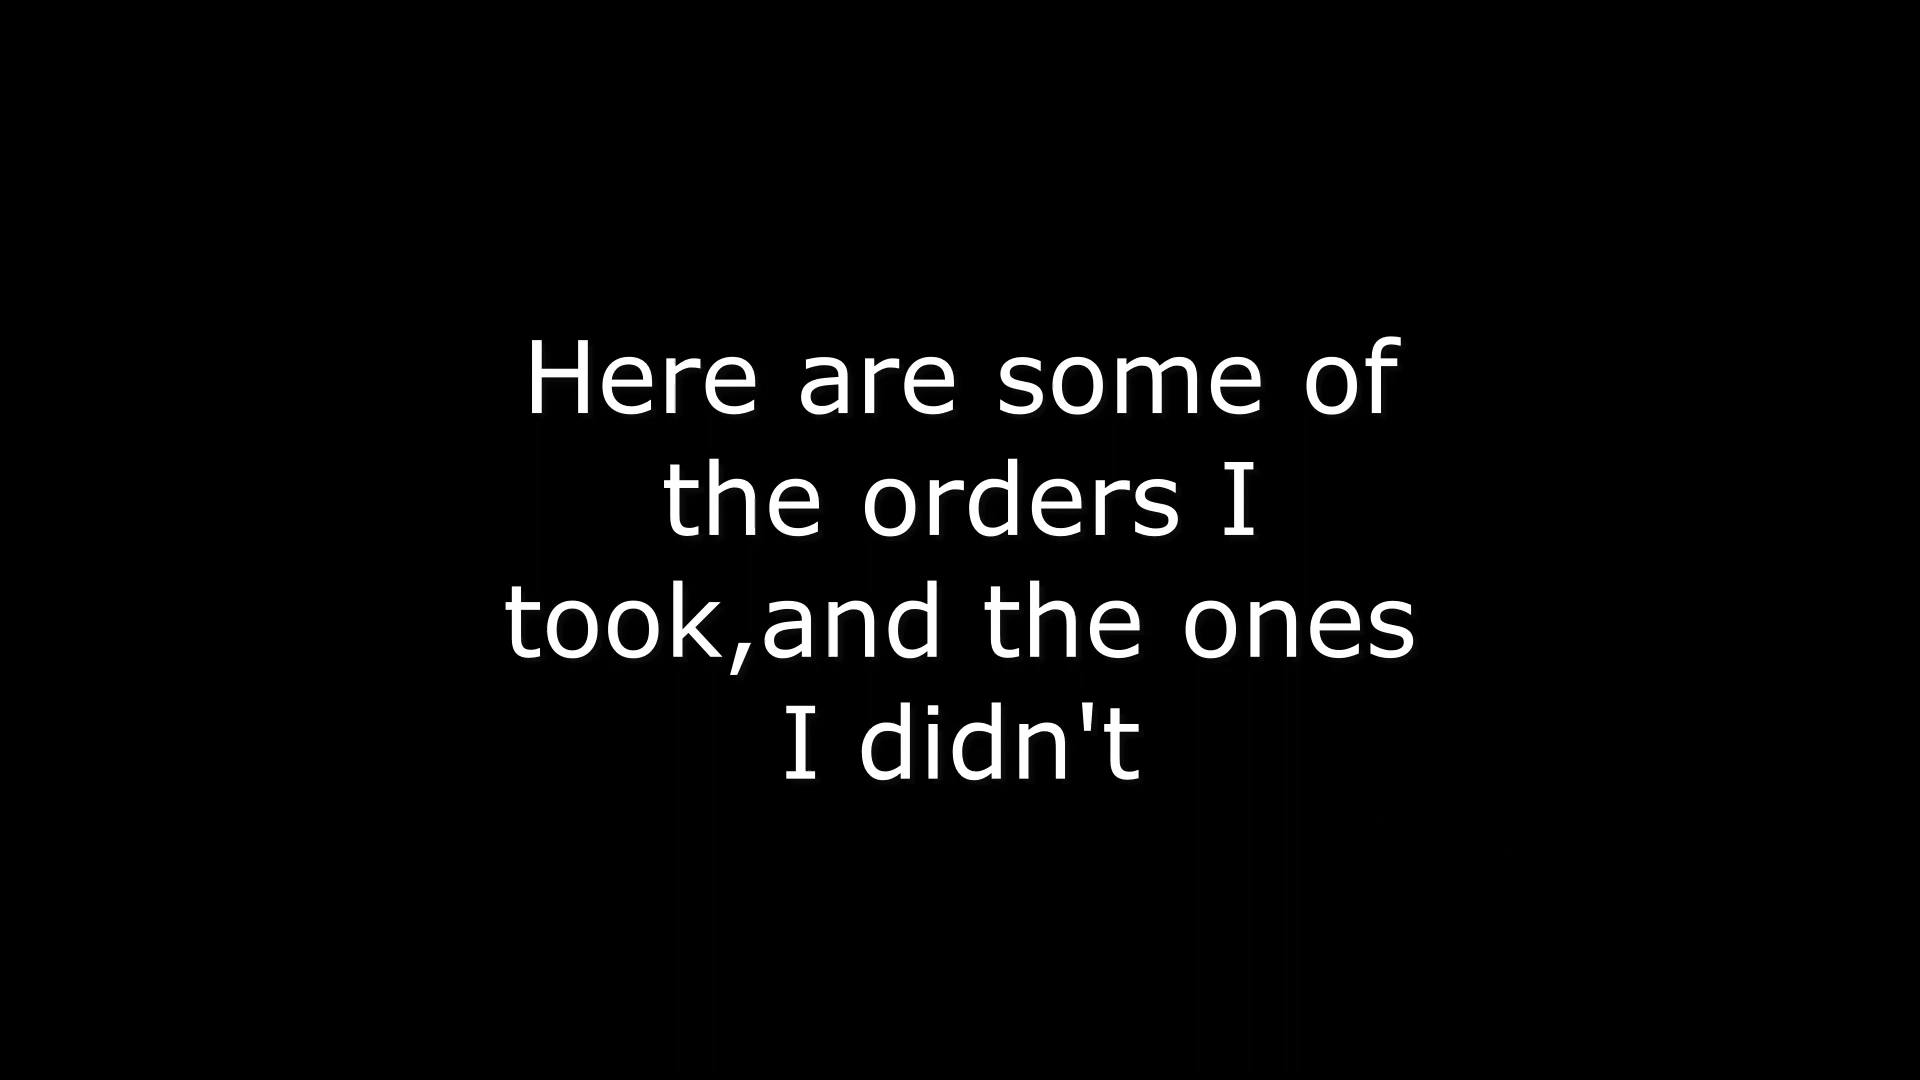 Here are some of
the orders I
took,and the ones
I didn't